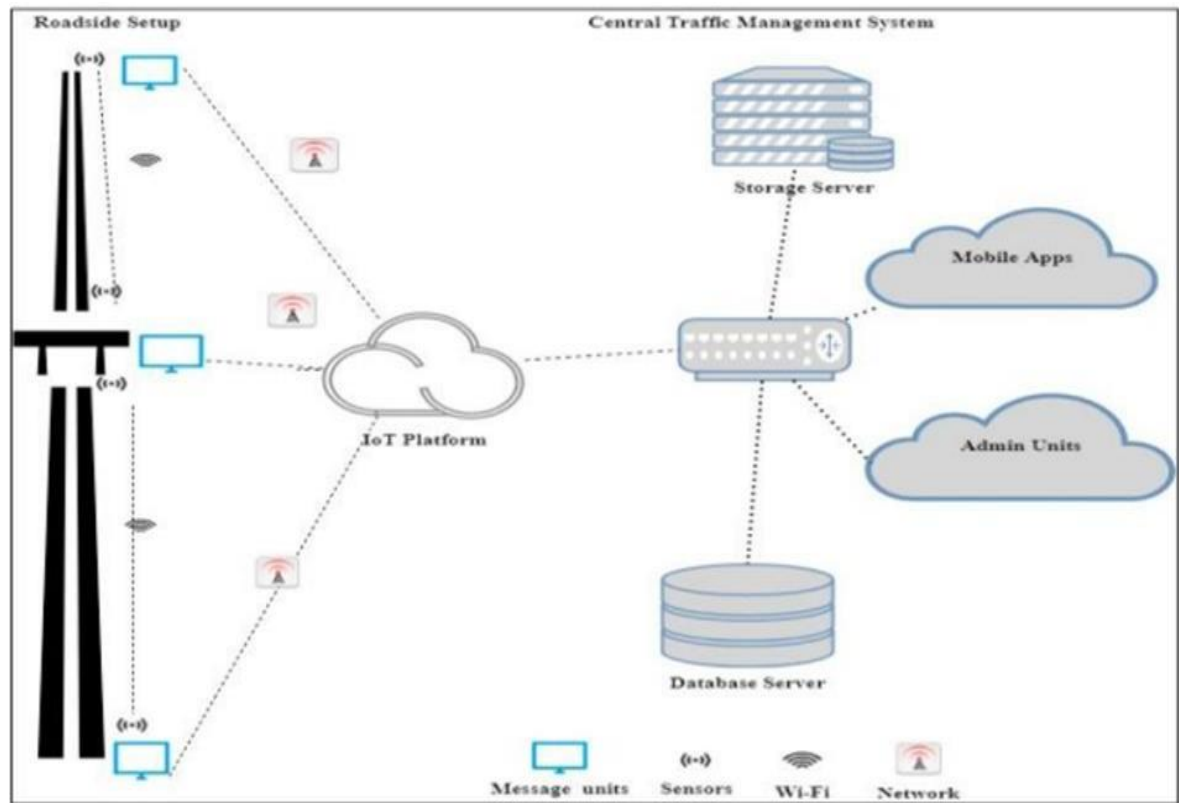 Roadside Setup
Central Traffic Management System
Storage Server
Mobile Apps
IoT Platform
Admin Units
Database Server
Message units
Sensors
Wi-Fi
Network